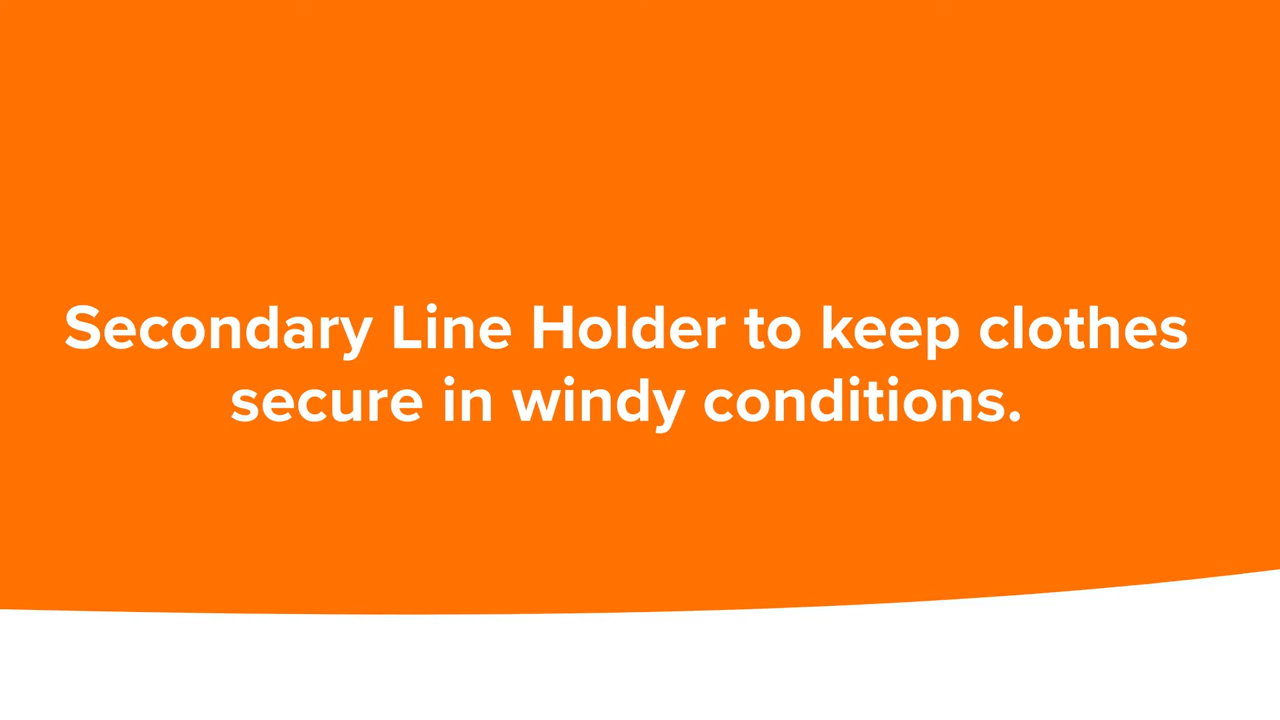 Secondary Line Holder to keep clothes
secure in windy conditions.